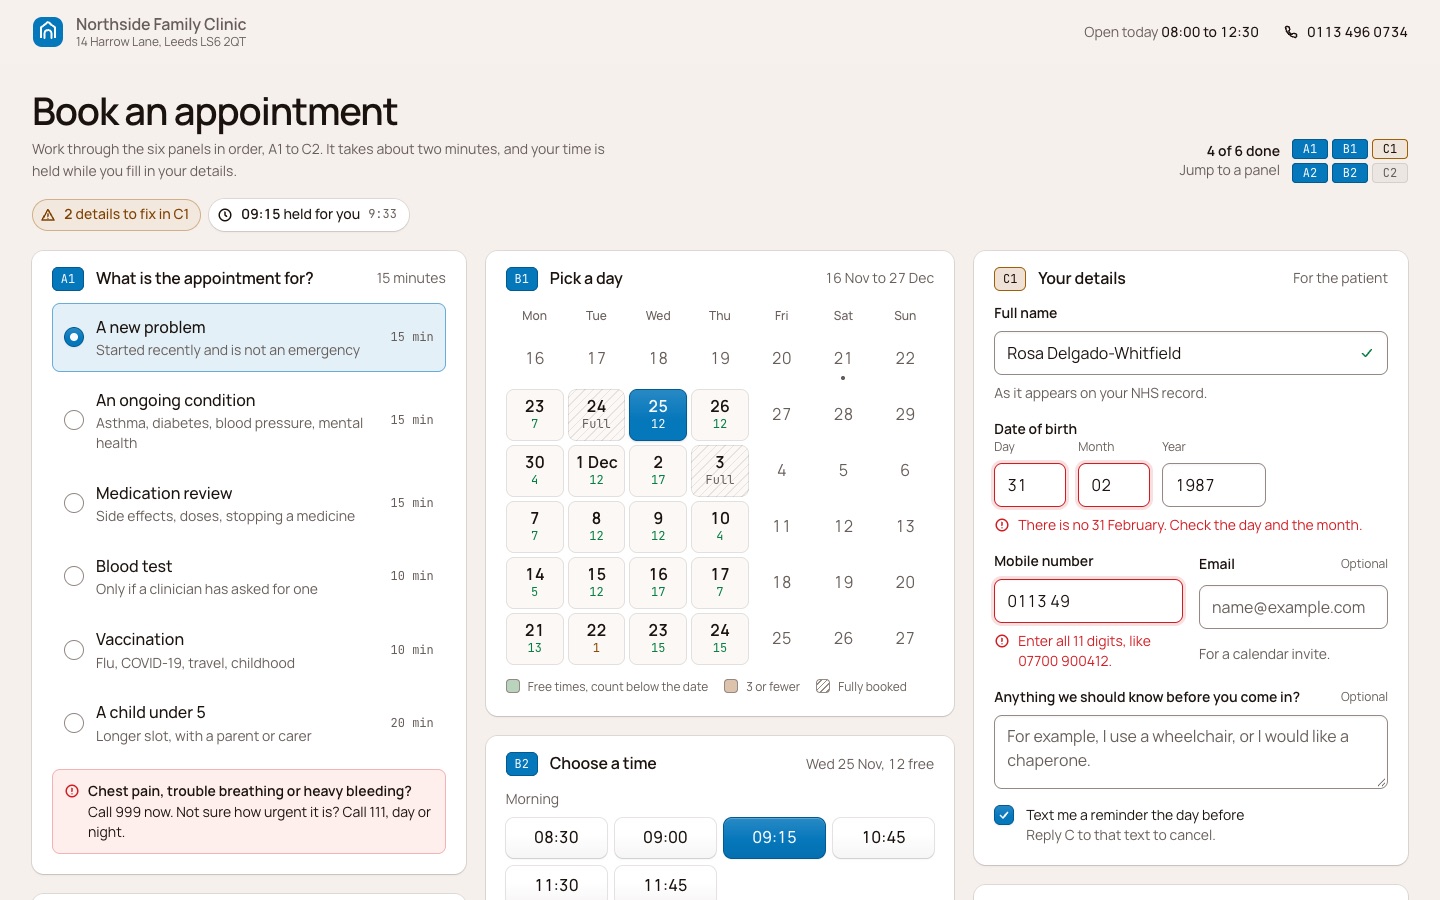 Northside Family Clinic
14 Harrow Lane, Leeds LS6 2QT
Open today 08:00 to 12:30
0113 496 0734
Book an appointment
Work through the six panels in order, A1 to C2. It takes about two minutes, and your time is
held while you fill in your details.
4 of 6 done
Jump to a panel
A1 B1 C1
A2 B2 C2
2 details to fix in C1
09:15 held for you 9:33
A1 What is the appointment for? 15 minutes
A new problem
Started recently and is not an emergency
15 min
An ongoing condition
Asthma, diabetes, blood pressure, mental
health
15 min
Medication review
Side effects, doses, stopping a medicine
15 min
Blood test
Only if a clinician has asked for one
10 min
Vaccination
Flu, COVID-19, travel, childhood
10 min
A child under 5
Longer slot, with a parent or carer
20 min
Chest pain, trouble breathing or heavy bleeding?
Call 999 now. Not sure how urgent it is? Call 111, day or
night.
B1 Pick a day 16 Nov to 27 Dec
Mon Tue Wed Thu Fri Sat Sun
16 17 18 19 20 21 22
23 24 25 26 27 28 29
7 Full 12 12
30 1 Dec 2 3 4 5 6
4 12 17 Full
7 8 9 10 11 12 13
7 12 12 4
14 15 16 17 18 19 20
5 12 17 7
21 22 23 24 25 26 27
13 1 15 15
Free times, count below the date 3 or fewer Fully booked
B2 Choose a time Wed 25 Nov, 12 free
Morning
08:30 09:00 09:15 10:45
11:30 11:45
C1 Your details For the patient
Full name
Rosa Delgado-Whitfield
As it appears on your NHS record.
Date of birth
Day Month Year
31 02 1987
There is no 31 February. Check the day and the month.
Mobile number
0113 49
Enter all 11 digits, like
07700 900412.
Email Optional
name@example.com
For a calendar invite.
Anything we should know before you come in? Optional
For example, I use a wheelchair, or I would like a
chaperone.
Text me a reminder the day before
Reply C to that text to cancel.